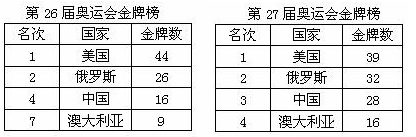 第 26 届奥运会金牌榜
名次 国家 金牌数
1 美国 44
2 俄罗斯 26
4 中国 16
7 澳大利亚 9
第 27 届奥运会金牌榜
名次 国家 金牌数
1 美国 39
2 俄罗斯 32
3 中国 28
4 澳大利亚 16